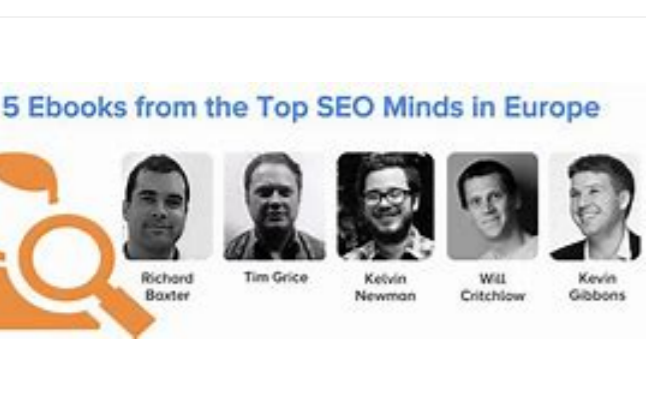 5 Ebooks from the Top SEO Minds in Europe
Richard
Baxter
Tim Grice
Kelvin
Newman
Will
Critchlow
Kevin
Gibbons